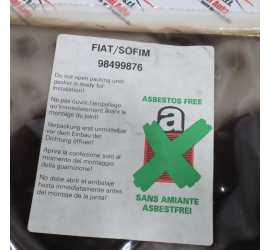 FIAT/SOFIM
98499876
Do not open packing until
gasket is ready for
installation!
Ne pas ouvrir l'emballage
qu'immédiatement avant le
montage du joint!
Verpackung erst unmittelbar
vor dem Einbau der
Dichtung öffnen!
Aprire la confezione solo at
momento del montaggio
della guarnizione!
No debe abrir el embalaje
hasta inmediatamente antes
del montaje de la junta!
ASBESTOS FREE
a
SANS AMIANTE
ASBESTFREI